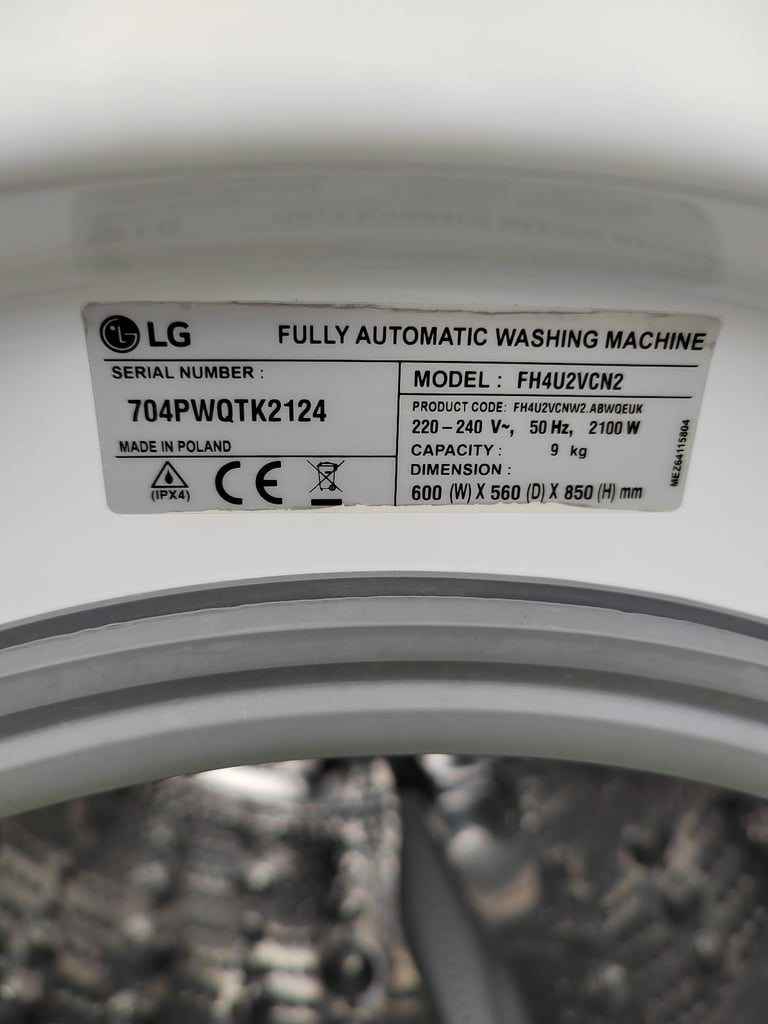 LG
FULLY AUTOMATIC WASHING MACHINE
SERIAL NUMBER :
704PWQTK2124
MADE IN POLAND
(IPX4)
CE
MODEL : FH4U2VCN2
PRODUCT CODE: FH4U2VCNW2.ABWQEUK
220 – 240 V~, 50 Hz, 2100 W
CAPACITY : 9 kg
DIMENSION :
600 (W) X 560 (D) X 850 (H) mm
MEZ64115804